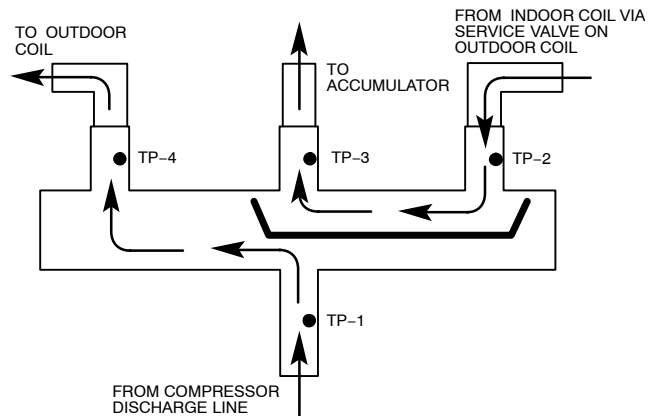 TO OUTDOOR
COIL
TO
ACCUMULATOR
FROM INDOOR COIL VIA
SERVICE VALVE ON
OUTDOOR COIL
TP−4
TP−3
TP−2
TP−1
FROM COMPRESSOR
DISCHARGE LINE